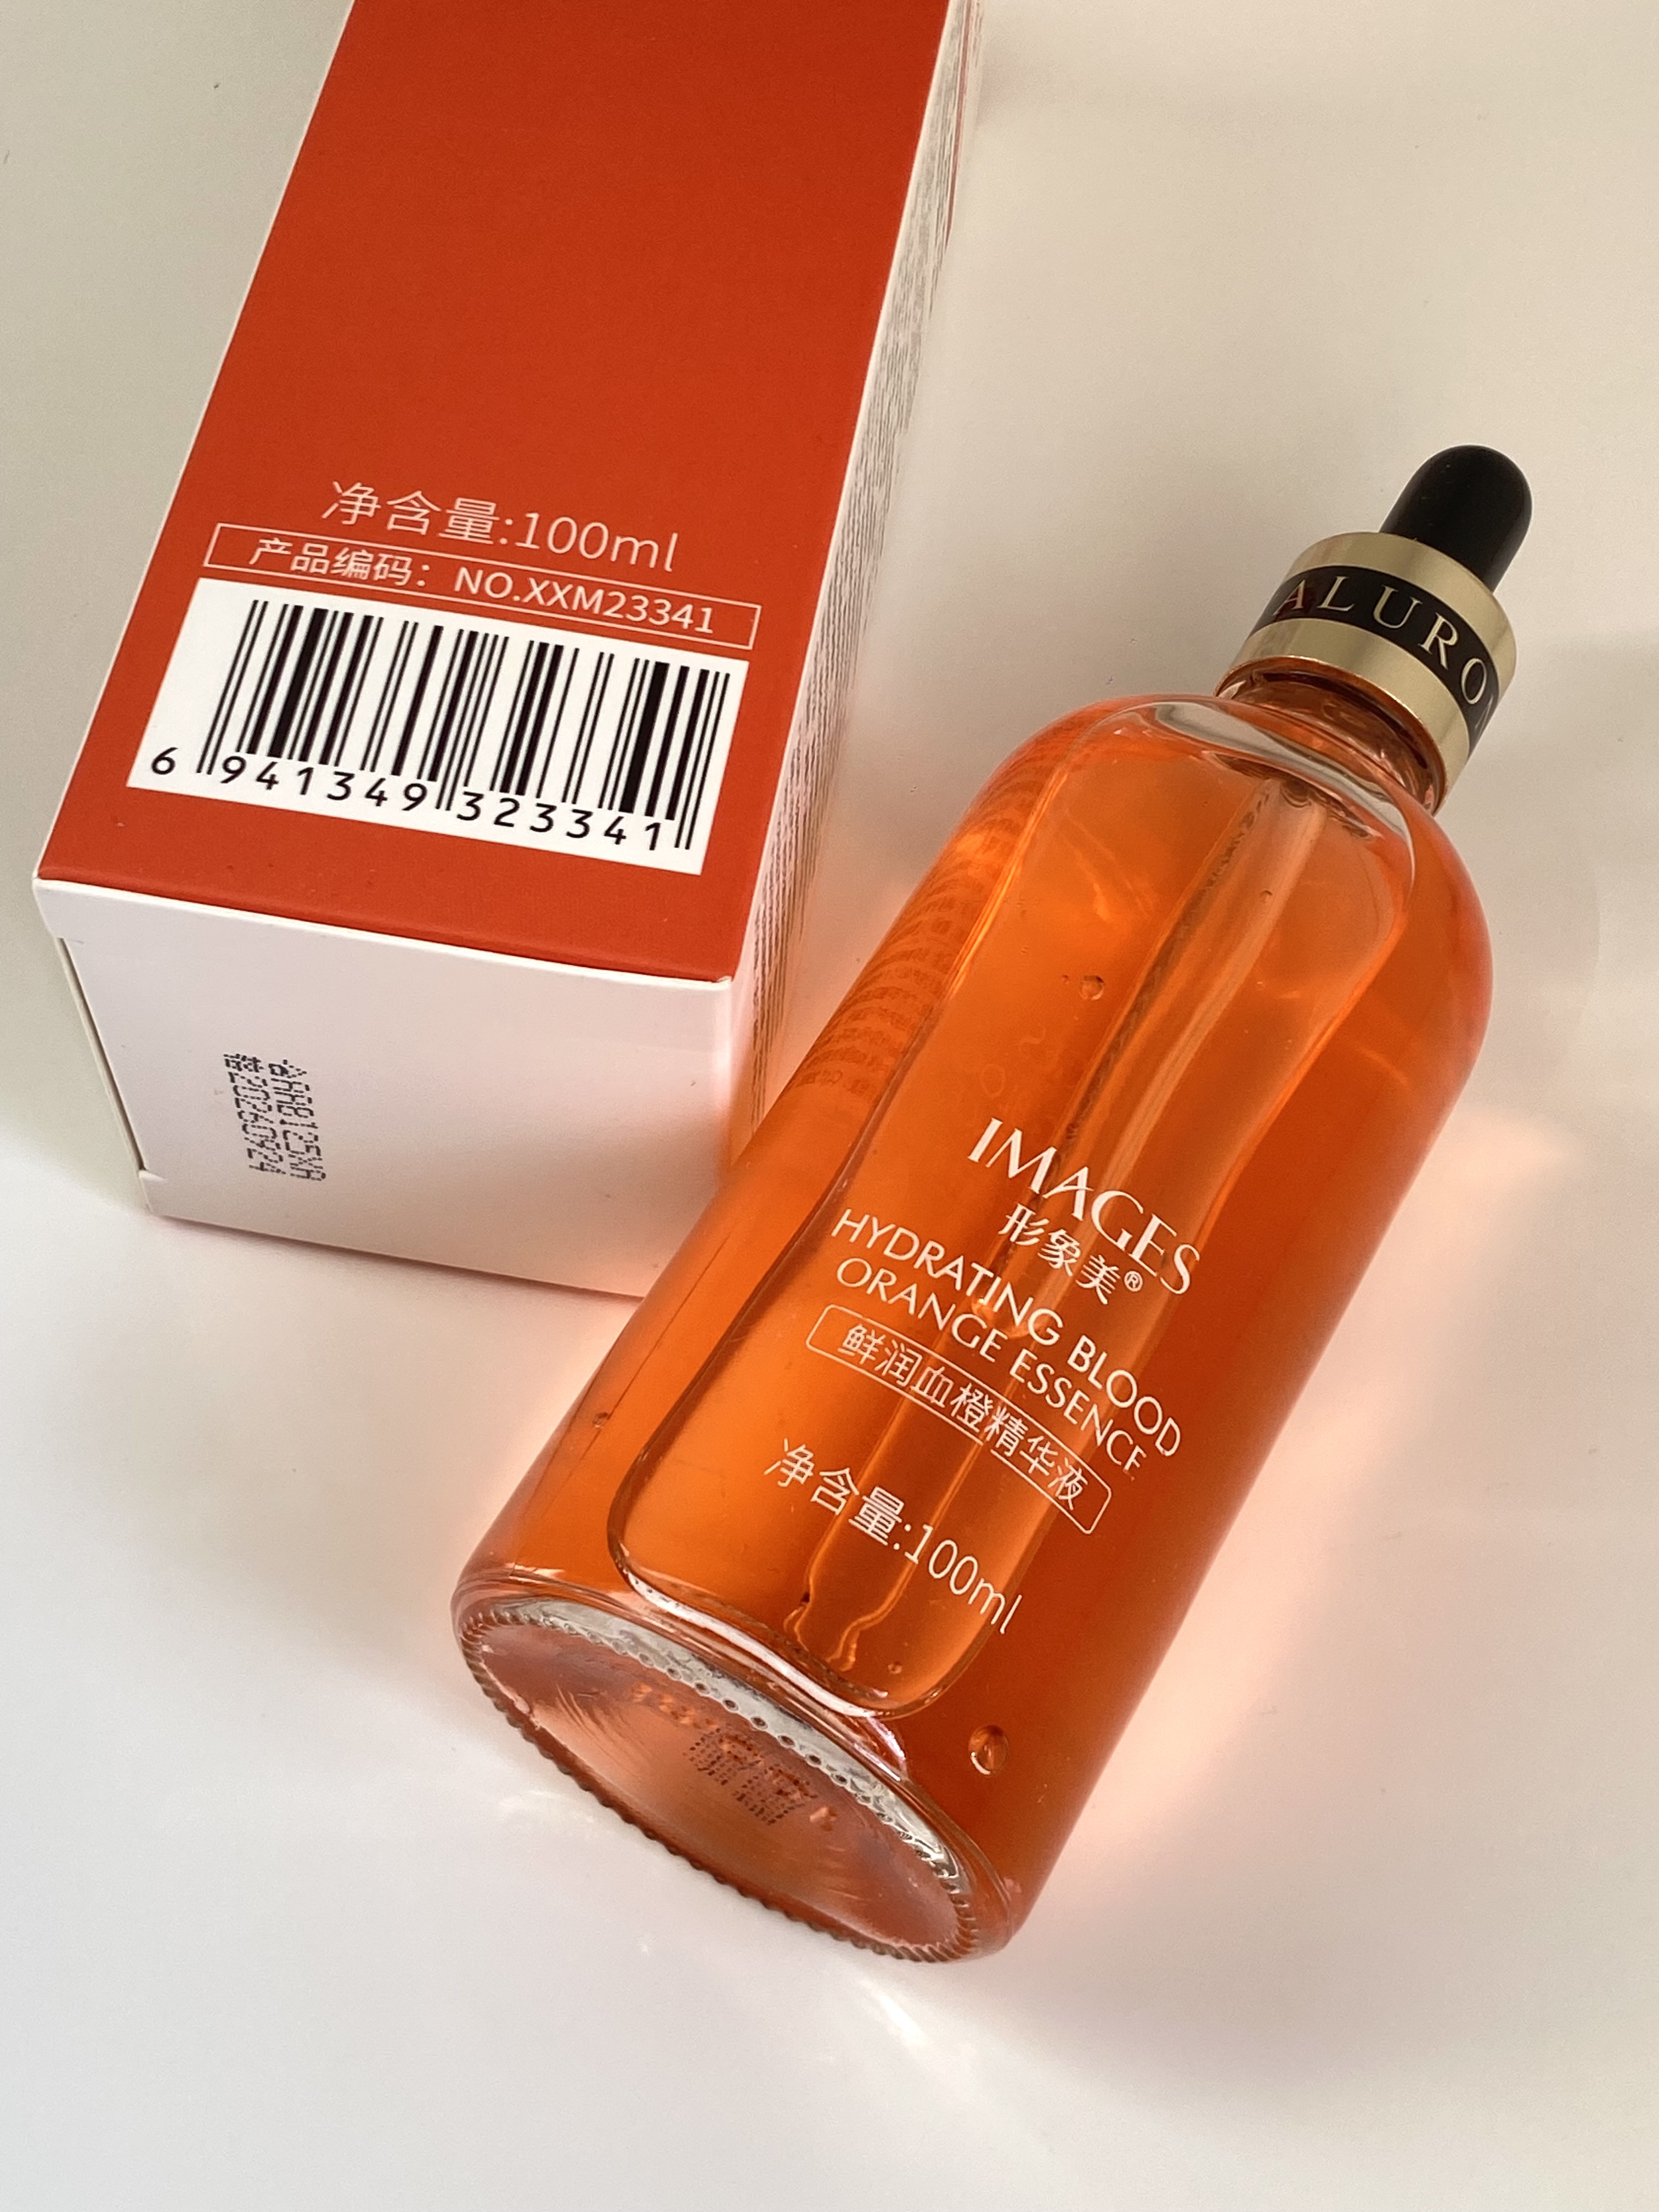 净含量:100ml
产品编码：NO.XXM23341
6 941349 323341
ALURON
IMAGES
形象美®
HYDRATING BLOOD
ORANGE ESSENCE
鲜润血橙精华液
净含量:100ml